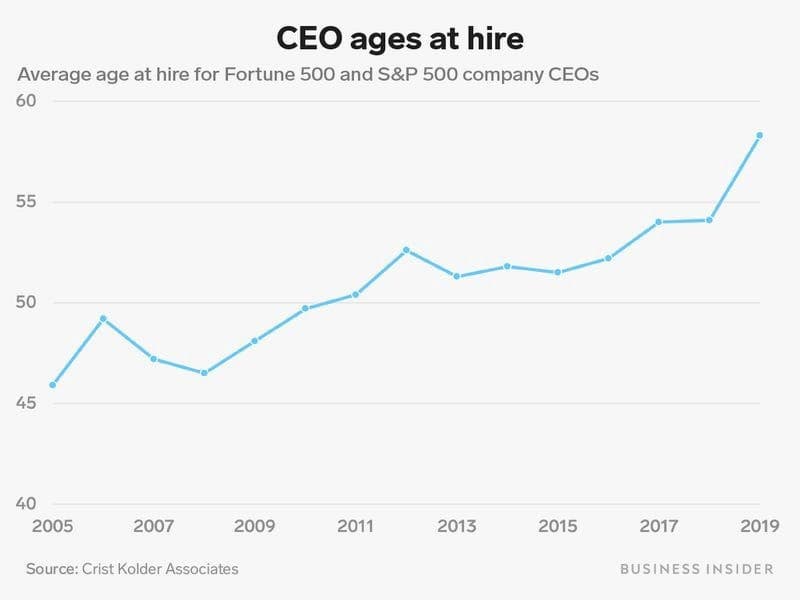 CEO ages at hire
Average age at hire for Fortune 500 and S&P 500 company CEOs
60
55
50
45
40
2005 2007 2009 2011 2013 2015 2017 2019
Source: Crist Kolder Associates
BUSINESS INSIDER